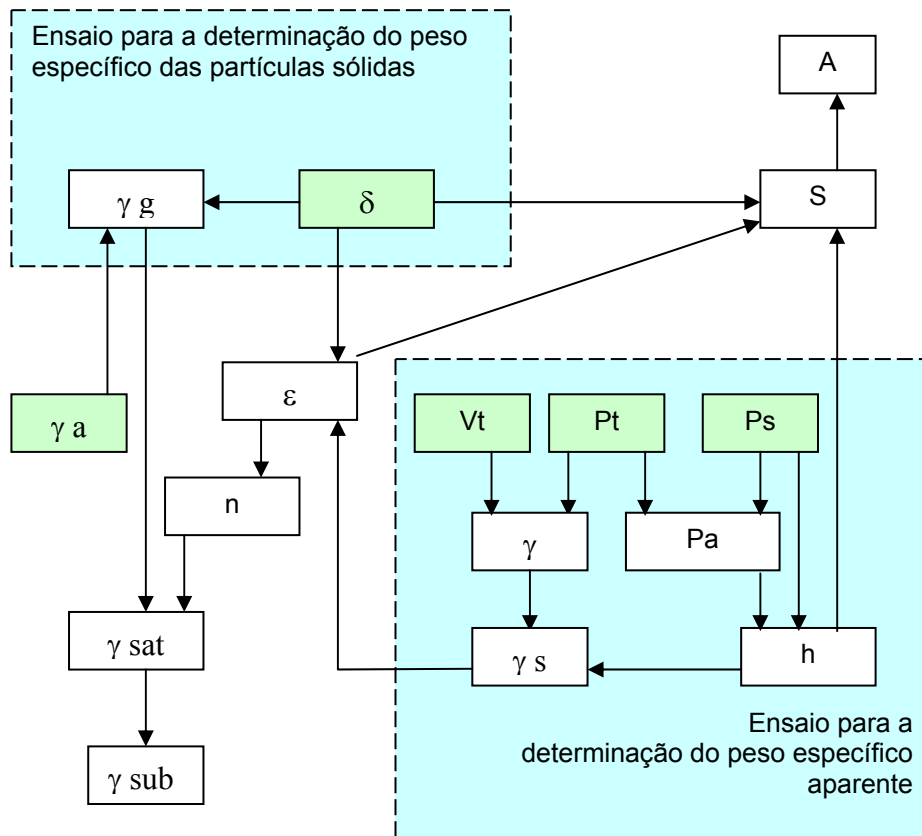 Ensaio para a determinação do peso
específico das partículas sólidas
A
γ g
δ
S
ε
γ a
Vt
Pt
Ps
n
γ
Pa
γ sat
γ s
h
γ sub
Ensaio para a
determinação do peso específico
aparente